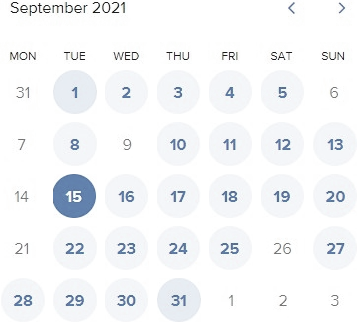 September 2021
MON TUE WED THU FRI SAT SUN
31 1 2 3 4 5 6
7 8 9 10 11 12 13
14 15 16 17 18 19 20
21 22 23 24 25 26 27
28 29 30 31 1 2 3